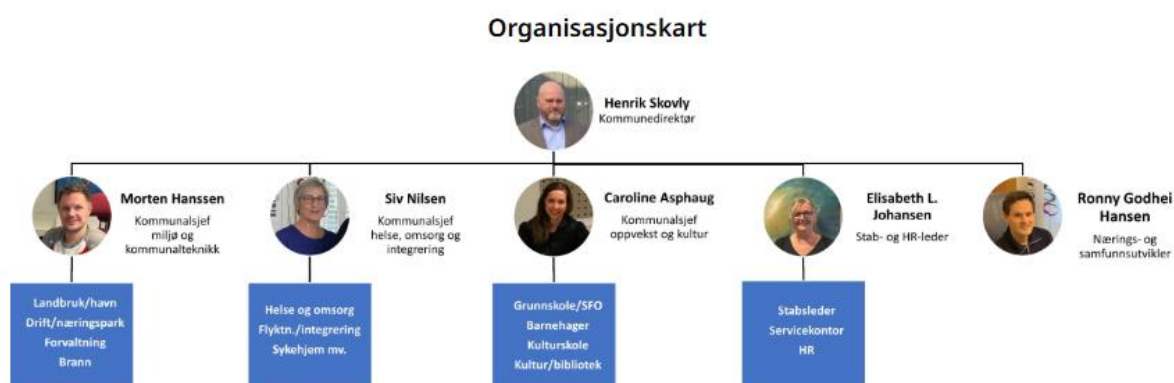 Organisasjonskart
Henrik Skovly
Kommunedirektør
Morten Hanssen
Kommunalsjef
miljø og
kommunalteknikk
Siv Nilsen
Kommunalsjef
helse, omsorg og
integrering
Caroline Asphaug
Kommunalsjef
oppvekst og kultur
Elisabeth L.
Johansen
Stab- og HR-leder
Ronny Godhei
Hansen
Nærings- og
samfunnsutvikler
Landbruk/havn
Drift/næringspark
Forvaltning
Brann
Helse og omsorg
Flyktn./integrering
Sykehjem mv.
Grunnskole/SFO
Barnehager
Kulturskole
Kultur/bibliotek
Stabsleder
Servicekontor
HR